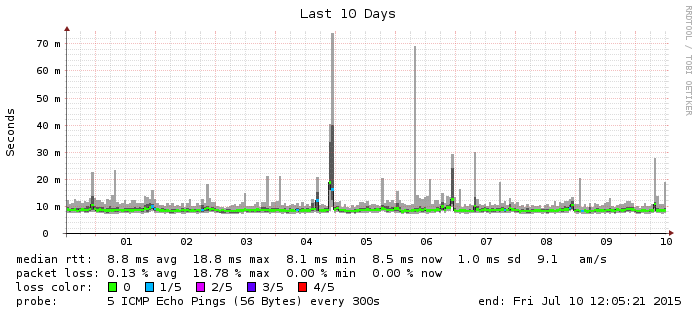 Last 10 Days
RRDTOOL / TOBI OETIKER
Seconds
70 m
60 m
50 m
40 m
30 m
20 m
10 m
0
01 02 03 04 05 06 07 08 09 10
median rtt: 8.8 ms avg 18.8 ms max 8.1 ms min 8.5 ms now 1.0 ms sd 9.1 am/s
packet loss: 0.13 % avg 18.78 % max 0.00 % min 0.00 % now
loss color: 0 1/5 2/5 3/5 4/5
probe: 5 ICMP Echo Pings (56 Bytes) every 300s end: Fri Jul 10 12:05:21 2015